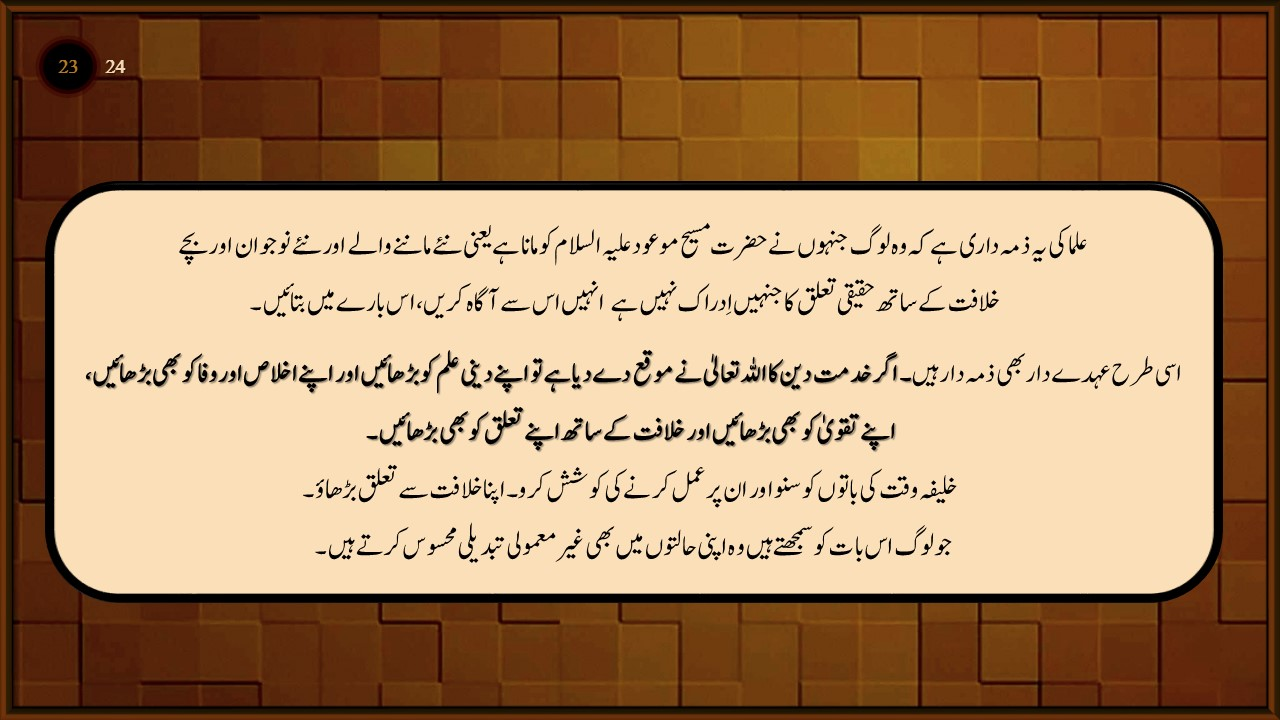 23 24
علما کی یہ ذمہ داری ہے کہ وہ لوگ جنہوں نے حضرت مسیح موعود علیہ السلام کو مانا ہے یعنی نئے ماننے والے اور نئے نوجوان اور بچے
خلافت کے ساتھ حقیقی تعلق کا جنہیں اِدراک نہیں ہے انہیں اس سے آگاہ کریں، اس بارے میں بتائیں۔
اسی طرح عہدے دار بھی ذمہ دار ہیں۔ اگر خدمت دین کا اللہ تعالیٰ نے موقع دے دیا ہے تو اپنے دینی علم کو بڑھائیں اور اپنے اخلاص اور وفا کو بھی بڑھائیں،
اپنے تقویٰ کو بھی بڑھائیں اور خلافت کے ساتھ اپنے تعلق کو بھی بڑھائیں۔
خلیفہ وقت کی باتوں کو سنو اور ان پر عمل کرنے کی کوشش کرو۔ اپنا خلافت سے تعلق بڑھاؤ۔
جو لوگ اس بات کو سمجھتے ہیں وہ اپنی حالتوں میں بھی غیر معمولی تبدیلی محسوس کرتے ہیں۔